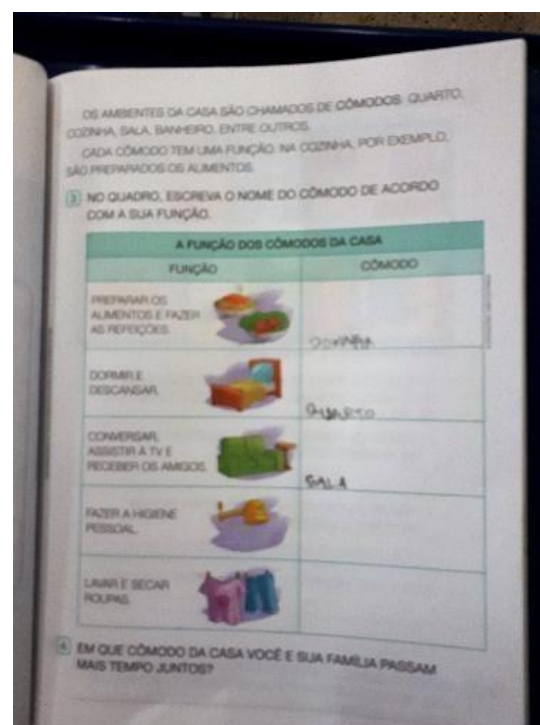 OS AMBIENTES DA CASA SÃO CHAMADOS DE CÔMODOS: QUARTO,
COZINHA, SALA, BANHEIRO, ENTRE OUTROS.
CADA CÔMODO TEM UMA FUNÇÃO. NA COZINHA, POR EXEMPLO,
SÃO PREPARADOS OS ALIMENTOS.
3 NO QUADRO, ESCREVA O NOME DO CÔMODO DE ACORDO
COM A SUA FUNÇÃO.
A FUNÇÃO DOS CÔMODOS DA CASA
FUNÇÃO CÔMODO
PREPARAR OS
ALIMENTOS E FAZER
AS REFEIÇÕES.
DORMIR E
DESCANSAR.
QUARTO
CONVERSAR,
ASSISTIR À TV E
RECEBER OS AMIGOS.
SALA
FAZER A HIGIENE
PESSOAL.
LAVAR E SECAR
ROUPAS.
4 EM QUE CÔMODO DA CASA VOCÊ E SUA FAMÍLIA PASSAM
MAIS TEMPO JUNTOS?